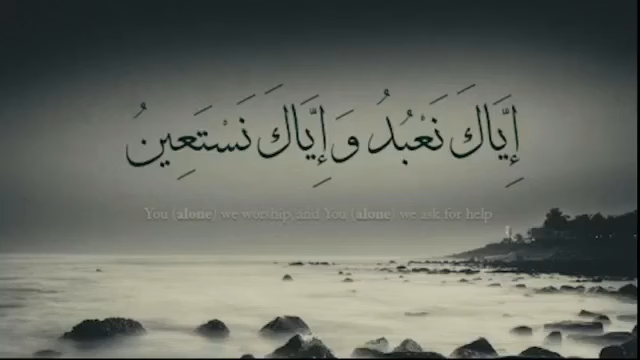 إِيَّاكَ نَعْبُدُ وَإِيَّاكَ نَسْتَعِينُ
You (alone) we worship, and You (alone) we ask for help